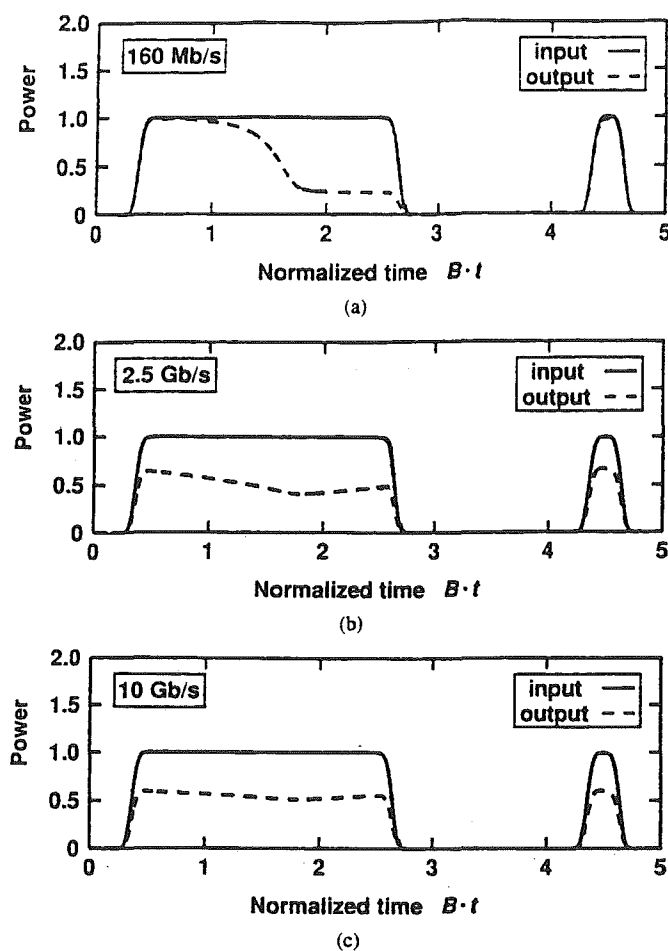 2.0
160 Mb/s
input
output
1.5
Power
1.0
0.5
0
0 1 2 3 4 5
Normalized time B·t
(a)
2.0
2.5 Gb/s
input
output
1.5
Power
1.0
0.5
0
0 1 2 3 4 5
Normalized time B·t
(b)
2.0
10 Gb/s
input
output
1.5
Power
1.0
0.5
0
0 1 2 3 4 5
Normalized time B·t
(c)